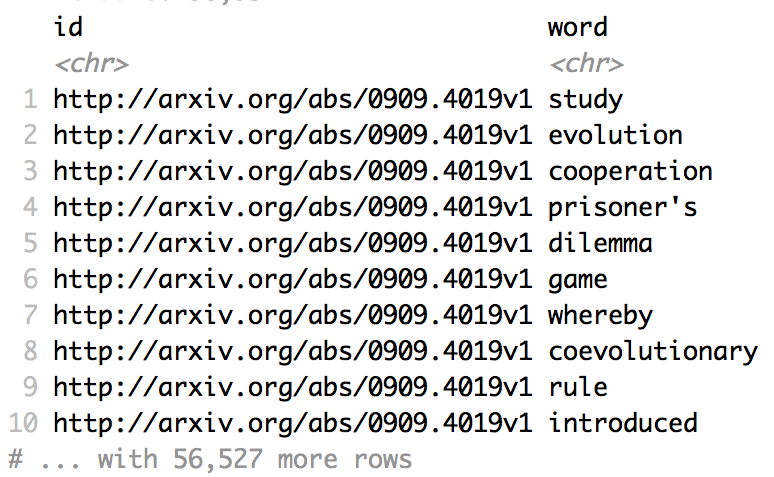 id word
<chr> <chr>
1 http://arxiv.org/abs/0909.4019v1 study
2 http://arxiv.org/abs/0909.4019v1 evolution
3 http://arxiv.org/abs/0909.4019v1 cooperation
4 http://arxiv.org/abs/0909.4019v1 prisoner's
5 http://arxiv.org/abs/0909.4019v1 dilemma
6 http://arxiv.org/abs/0909.4019v1 game
7 http://arxiv.org/abs/0909.4019v1 whereby
8 http://arxiv.org/abs/0909.4019v1 coevolutionary
9 http://arxiv.org/abs/0909.4019v1 rule
10 http://arxiv.org/abs/0909.4019v1 introduced
# ... with 56,527 more rows